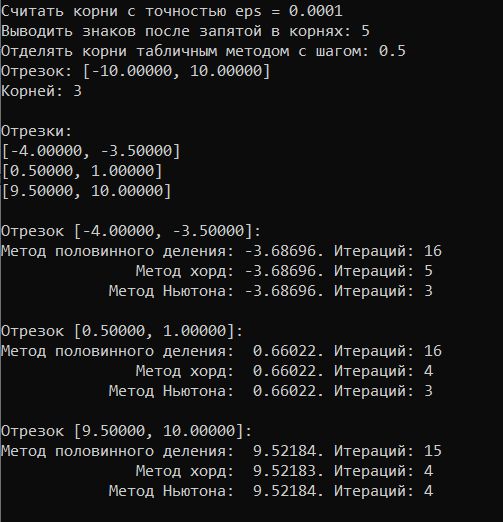 Считать корни с точностью eps = 0.0001
Выводить знаков после запятой в корнях: 5
Отделять корни табличным методом с шагом: 0.5
Отрезок: [-10.00000, 10.00000]
Корней: 3
Отрезки:
[-4.00000, -3.50000]
[0.50000, 1.00000]
[9.50000, 10.00000]
Отрезок [-4.00000, -3.50000]:
Метод половинного деления: -3.68696. Итераций: 16
Метод хорд: -3.68696. Итераций: 5
Метод Ньютона: -3.68696. Итераций: 3
Отрезок [0.50000, 1.00000]:
Метод половинного деления:  0.66022. Итераций: 16
Метод хорд:  0.66022. Итераций: 4
Метод Ньютона:  0.66022. Итераций: 3
Отрезок [9.50000, 10.00000]:
Метод половинного деления:  9.52184. Итераций: 15
Метод хорд:  9.52183. Итераций: 4
Метод Ньютона:  9.52184. Итераций: 4